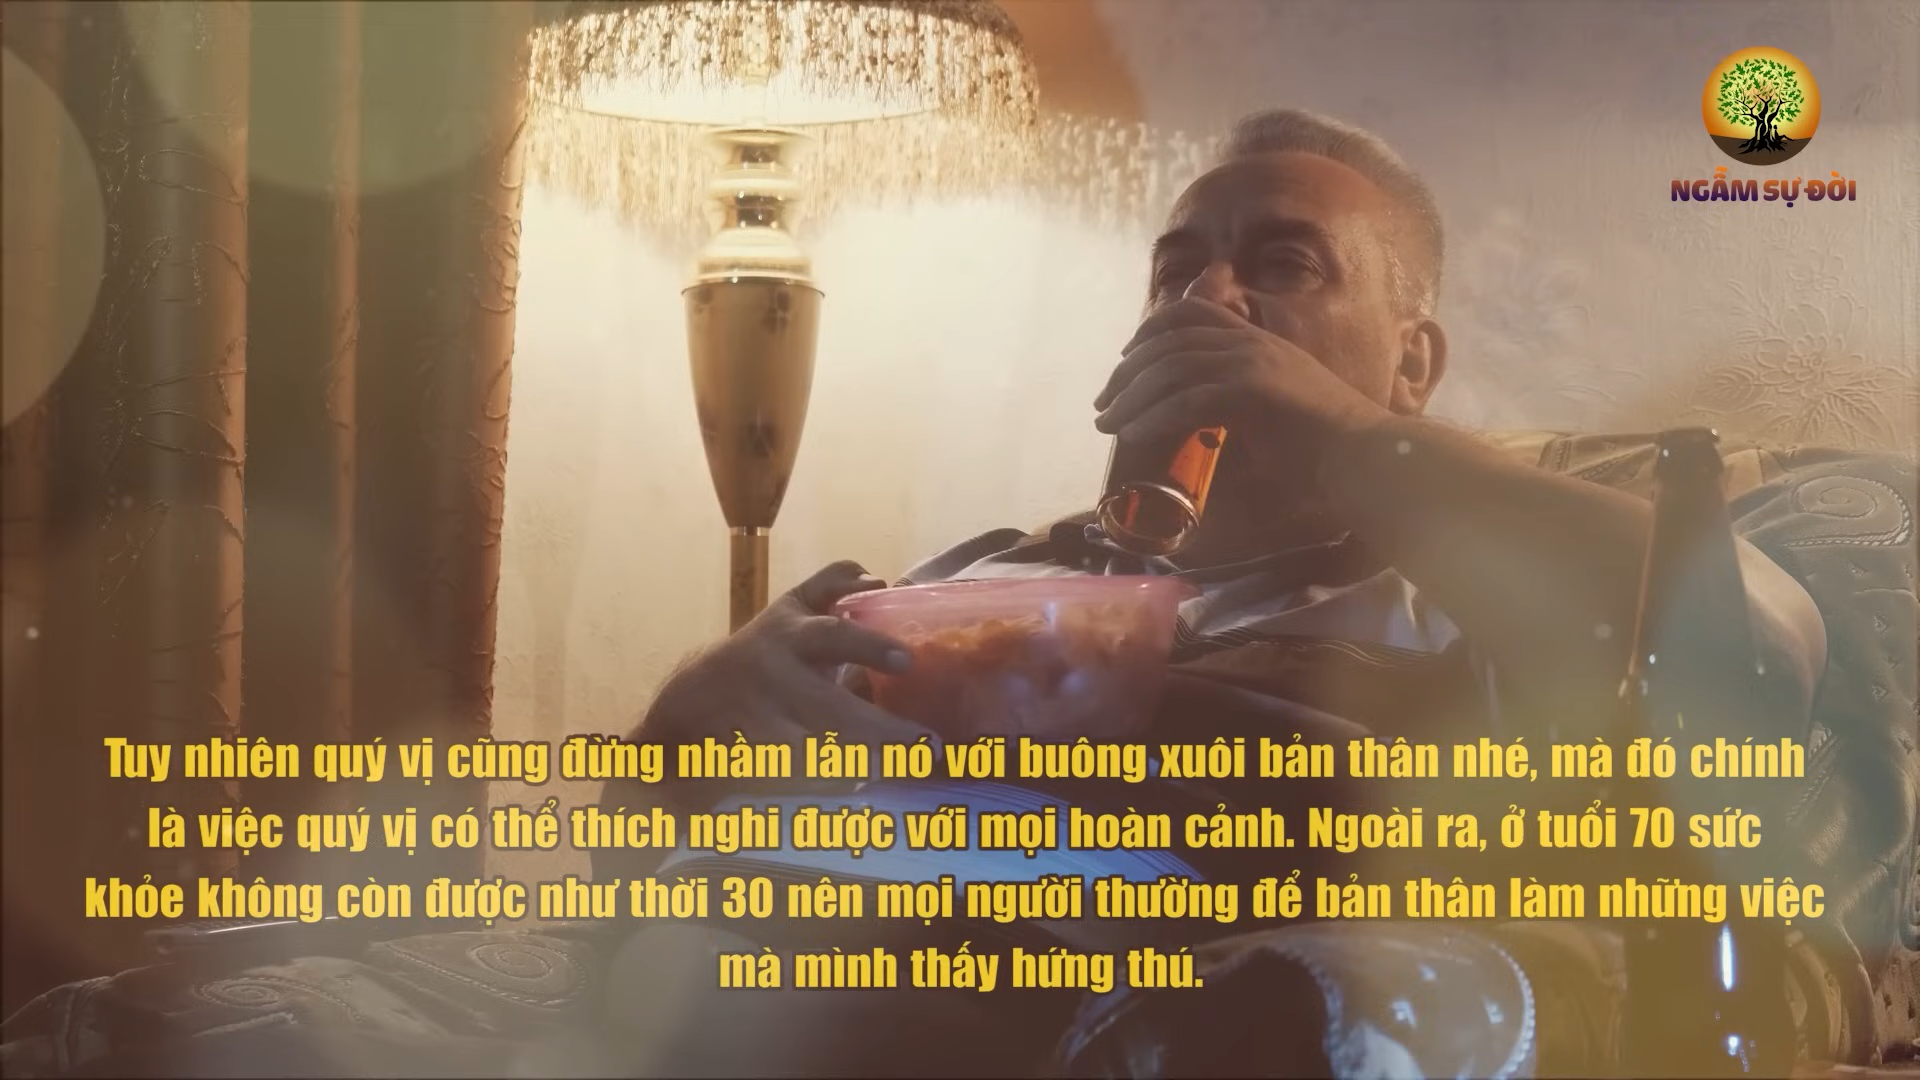 NGẪM SỰ ĐỜI
Tuy nhiên quý vị cũng đừng nhầm lẫn nó với buông xuôi bản thân nhé, mà đó chính
là việc quý vị có thể thích nghi được với mọi hoàn cảnh. Ngoài ra, ở tuổi 70 sức
khỏe không còn được như thời 30 nên mọi người thường để bản thân làm những việc
mà mình thấy hứng thú.